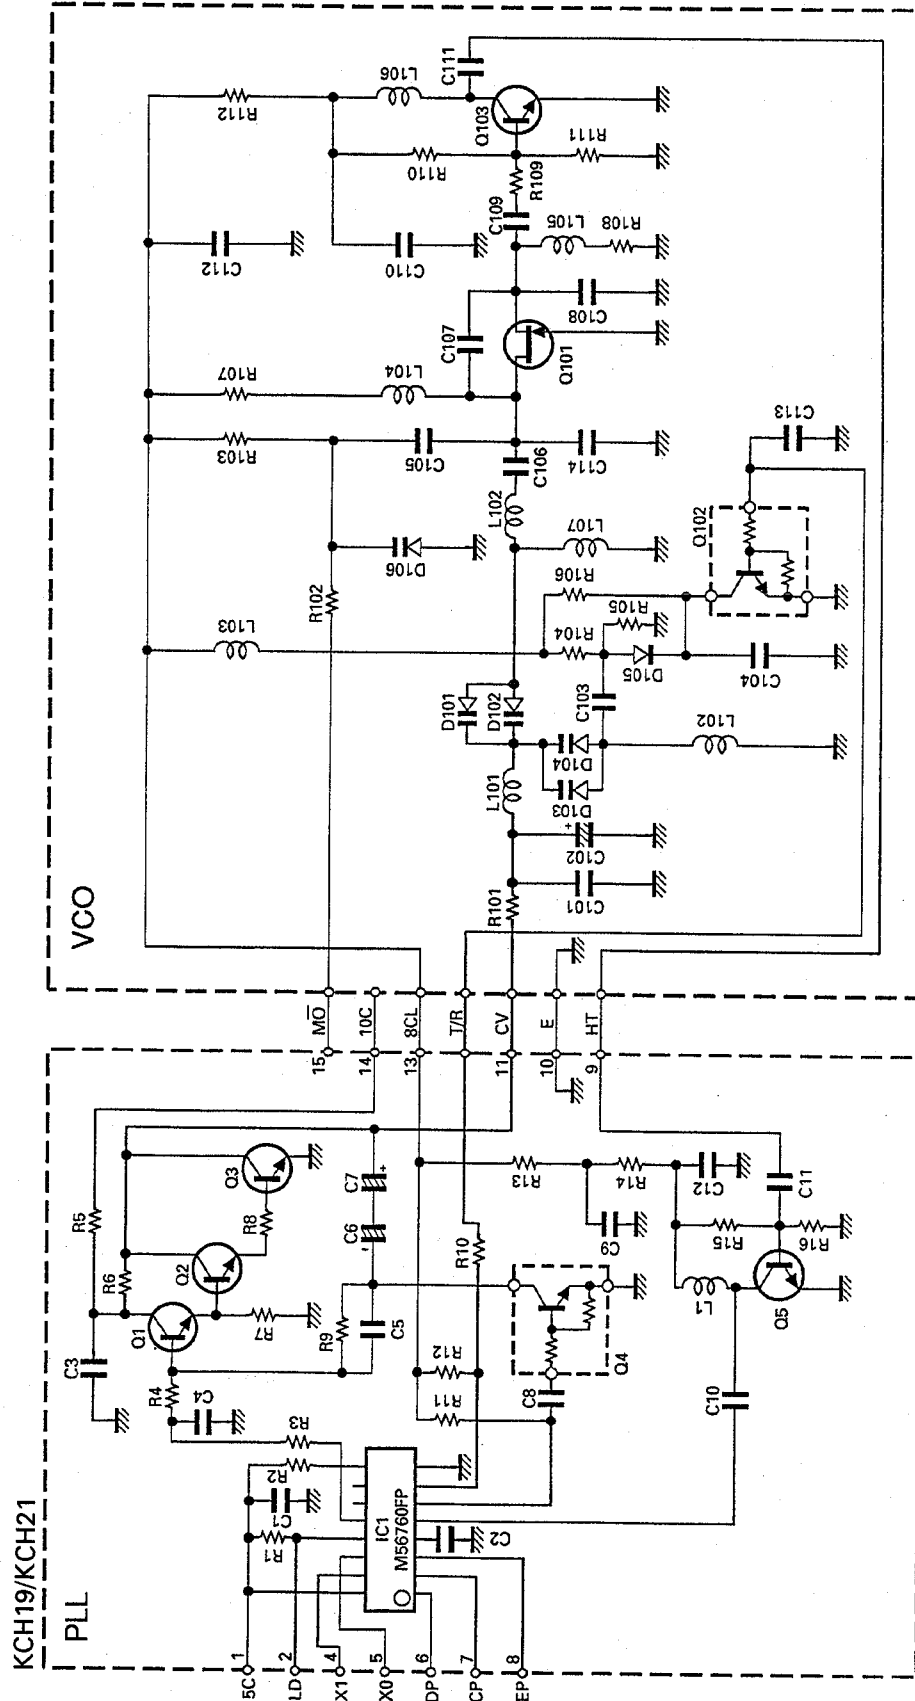 KCH19/KCH21
PLL
VCO
1
5C
2
LD
4
X1
5
X0
6
DP
7
CP
8
EP
IC1
M56760FP
R1
C1
R2
R3
C2
C3
R4
C4
Q1
R5
R6
R7
Q2
R8
Q3
R9
C5
C6
-
C7
+
R10
R11
R12
C8
Q4
C9
R13
R14
C10
L1
R15
C12
R16
C11
Q5
15
M̅O̅
14
10C
13
8CL
T/R
11
CV
10
E
9
HT
R101
C101
C102
+
L101
D101
D102
D103
D104
C103
L102
L103
R104
R105
D105
C104
R106
Q102
C113
L107
L102
C106
R102
D106
R103
C105
C114
R107
L104
C107
Q101
C108
L105
R108
C109
R109
C110
C112
R110
R111
Q103
R112
L106
C111